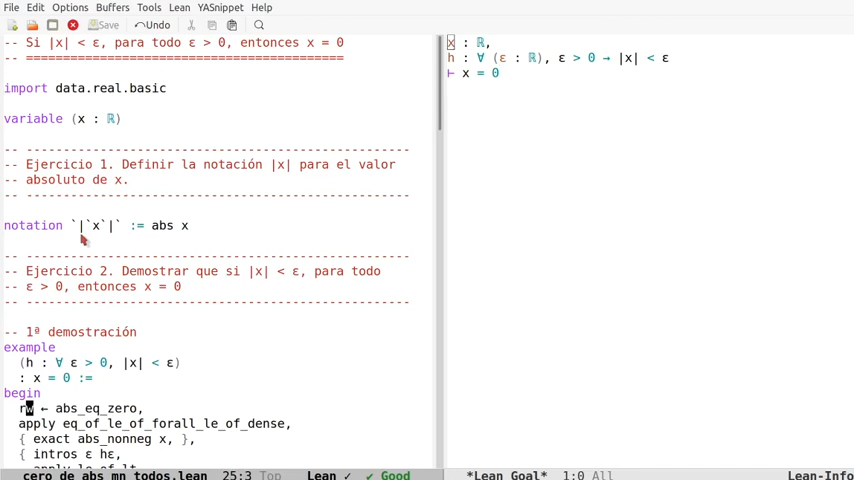 File Edit Options Buffers Tools Lean YASnippet Help
Save Undo
-- Si |x| < ε, para todo ε > 0, entonces x = 0
-- ===========================================
import data.real.basic
variable (x : ℝ)
-- ----------------------------------------------------
-- Ejercicio 1. Definir la notación |x| para el valor
-- absoluto de x.
-- ----------------------------------------------------
notation `|`x`|` := abs x
-- ----------------------------------------------------
-- Ejercicio 2. Demostrar que si |x| < ε, para todo
-- ε > 0, entonces x = 0
-- ----------------------------------------------------
-- 1ª demostración
example
(h : ∀ ε > 0, |x| < ε)
: x = 0 :=
begin
rw ← abs_eq_zero,
apply eq_of_le_of_forall_le_of_dense,
{ exact abs_nonneg x, },
{ intros ε hε,
apply le_of_lt
cero_de_abs_mn_todos.lean 25:3 Top Lean ✓ ✔ Good
x : ℝ,
h : ∀ (ε : ℝ), ε > 0 → |x| < ε
⊢ x = 0
*Lean Goal* 1:0 All Lean-Info